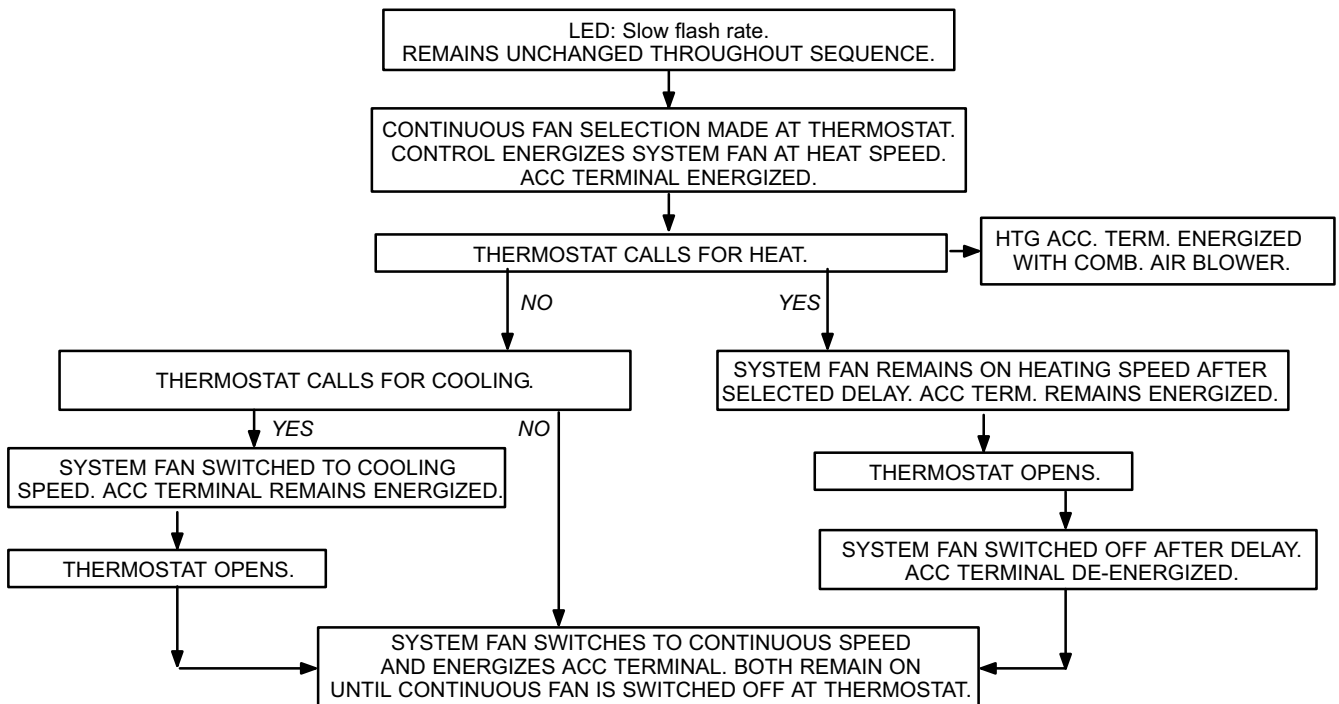 LED: Slow flash rate.
REMAINS UNCHANGED THROUGHOUT SEQUENCE.
CONTINUOUS FAN SELECTION MADE AT THERMOSTAT.
CONTROL ENERGIZES SYSTEM FAN AT HEAT SPEED.
ACC TERMINAL ENERGIZED.
THERMOSTAT CALLS FOR HEAT.
HTG ACC. TERM. ENERGIZED
WITH COMB. AIR BLOWER.
NO
YES
THERMOSTAT CALLS FOR COOLING.
SYSTEM FAN REMAINS ON HEATING SPEED AFTER
SELECTED DELAY. ACC TERM. REMAINS ENERGIZED.
YES
NO
SYSTEM FAN SWITCHED TO COOLING
SPEED. ACC TERMINAL REMAINS ENERGIZED.
THERMOSTAT OPENS.
THERMOSTAT OPENS.
SYSTEM FAN SWITCHED OFF AFTER DELAY.
ACC TERMINAL DE-ENERGIZED.
SYSTEM FAN SWITCHES TO CONTINUOUS SPEED
AND ENERGIZES ACC TERMINAL. BOTH REMAIN ON
UNTIL CONTINUOUS FAN IS SWITCHED OFF AT THERMOSTAT.